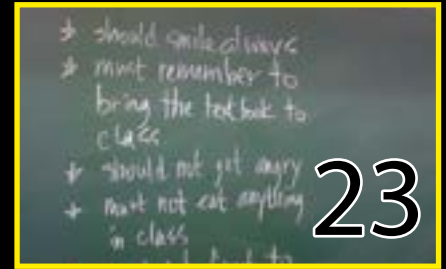 * should smile always
* must remember to
bring the textbook to
class
* should not get angry
* must not eat anything
in class
to
23